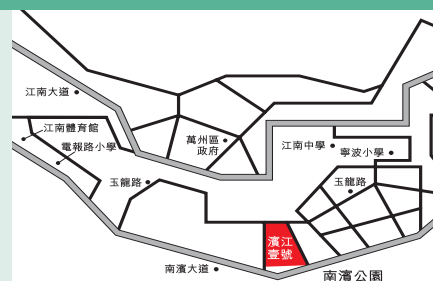 江南大道
江南體育館
電報路小學
萬州區
政府
江南中學
寧波小學
玉龍路
玉龍路
濱江
壹號
南濱大道
南濱公園